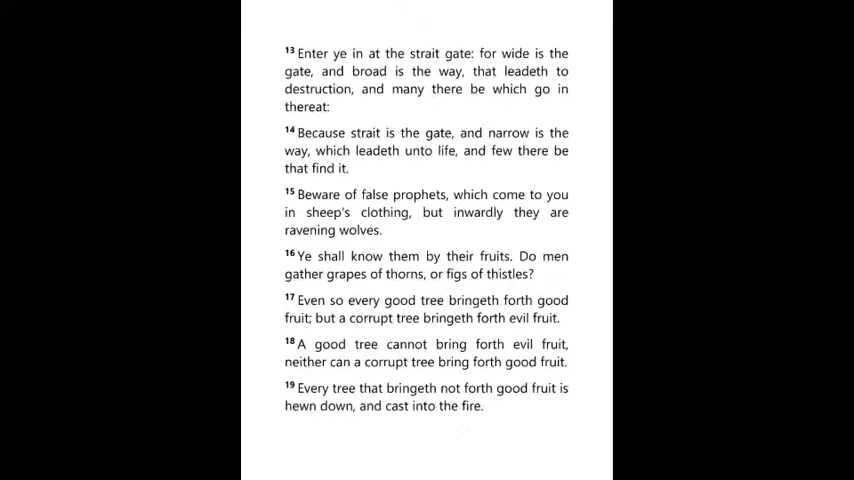 13 Enter ye in at the strait gate: for wide is the
gate, and broad is the way, that leadeth to
destruction, and many there be which go in
thereat:
14 Because strait is the gate, and narrow is the
way, which leadeth unto life, and few there be
that find it.
15 Beware of false prophets, which come to you
in sheep's clothing, but inwardly they are
ravening wolves.
16 Ye shall know them by their fruits. Do men
gather grapes of thorns, or figs of thistles?
17 Even so every good tree bringeth forth good
fruit; but a corrupt tree bringeth forth evil fruit.
18 A good tree cannot bring forth evil fruit,
neither can a corrupt tree bring forth good fruit.
19 Every tree that bringeth not forth good fruit is
hewn down, and cast into the fire.